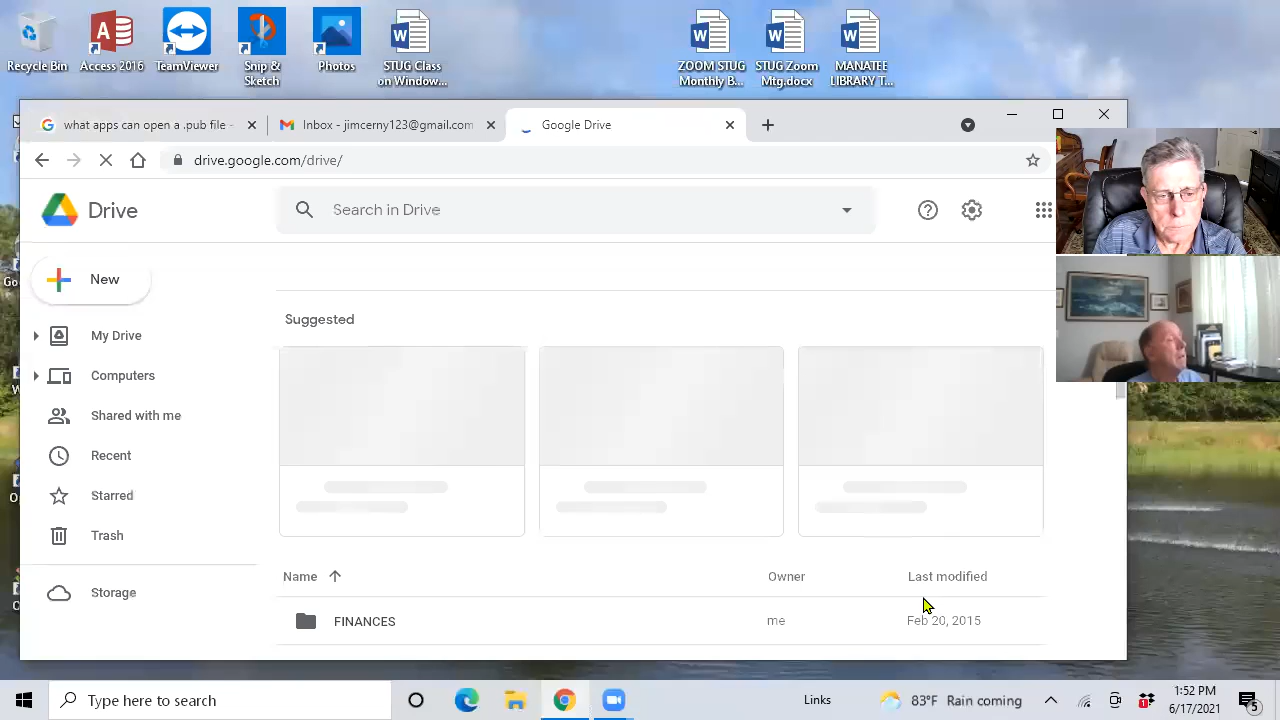 Recycle Bin
Access 2016
TeamViewer
Snip &
Sketch
Photos
STUG Class
on Window...
ZOOM STUG
Monthly B...
STUG Zoom
Mtg.docx
MANATEE
LIBRARY T...
what apps can open a .pub file -
Inbox - jimcerny123@gmail.com
Google Drive
drive.google.com/drive/
Drive
Search in Drive
New
My Drive
Computers
Shared with me
Recent
Starred
Trash
Storage
Suggested
Name
Owner
Last modified
FINANCES
me
Feb 20, 2015
Type here to search
Links
83°F Rain coming
1:52 PM
6/17/2021
1
5